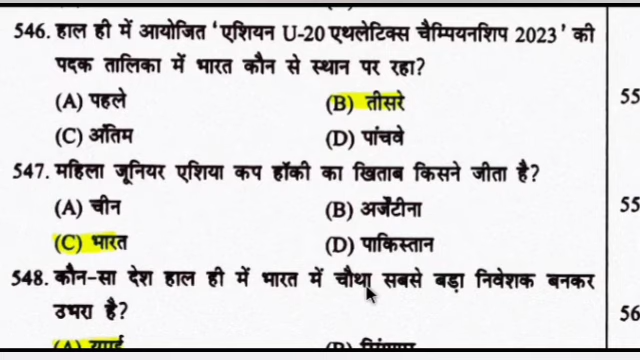 546. हाल ही में आयोजित 'एशियन U-20 एथलेटिक्स चैम्पियनशिप 2023' की
पदक तालिका में भारत कौन से स्थान पर रहा?
(A) पहले (B) तीसरे
(C) अंतिम (D) पांचवे
547. महिला जूनियर एशिया कप हॉकी का खिताब किसने जीता है?
(A) चीन (B) अर्जेंटीना
(C) भारत (D) पाकिस्तान
548. कौन-सा देश हाल ही में भारत में चौथा सबसे बड़ा निवेशक बनकर
उभरा है?
(A) (B)
55
55
56